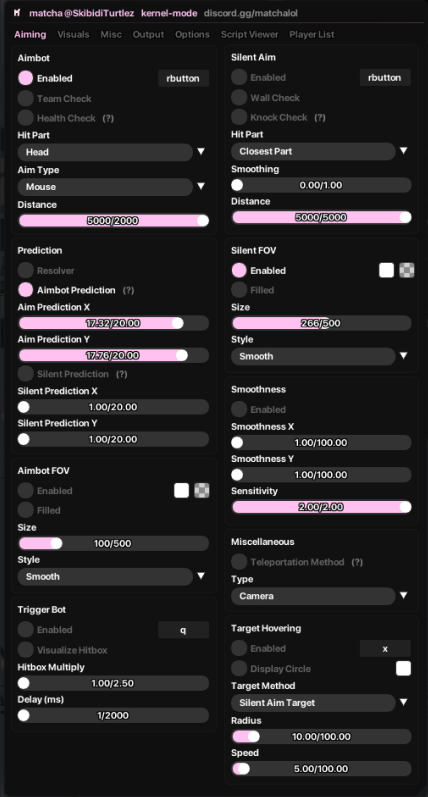 matcha @SkibidiTurtlez kernel-mode discord.gg/matchalol
Aiming Visuals Misc Output Options Script Viewer Player List
Aimbot
Enabled rbutton
Team Check
Health Check (?)
Hit Part
Head
Aim Type
Mouse
Distance
5000/2000
Prediction
Resolver
Aimbot Prediction (?)
Aim Prediction X
17.32/20.00
Aim Prediction Y
17.76/20.00
Silent Prediction (?)
Silent Prediction X
1.00/20.00
Silent Prediction Y
1.00/20.00
Aimbot FOV
Enabled
Filled
Size
100/500
Style
Smooth
Trigger Bot
Enabled q
Visualize Hitbox
Hitbox Multiply
1.00/2.50
Delay (ms)
1/2000
Silent Aim
Enabled rbutton
Wall Check
Knock Check (?)
Hit Part
Closest Part
Smoothing
0.00/1.00
Distance
5000/5000
Silent FOV
Enabled
Filled
Size
266/500
Style
Smooth
Smoothness
Enabled
Smoothness X
1.00/100.00
Smoothness Y
1.00/100.00
Sensitivity
2.00/2.00
Miscellaneous
Teleportation Method (?)
Type
Camera
Target Hovering
Enabled x
Display Circle
Target Method
Silent Aim Target
Radius
10.00/100.00
Speed
5.00/100.00